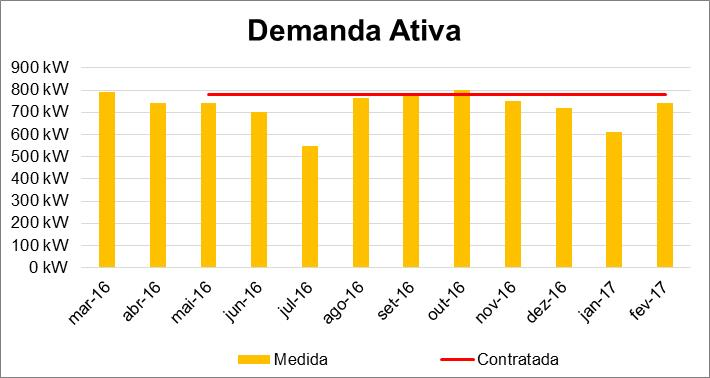 Demanda Ativa
900 kW
800 kW
700 kW
600 kW
500 kW
400 kW
300 kW
200 kW
100 kW
0 kW
mar-16 abr-16 mai-16 jun-16 jul-16 ago-16 set-16 out-16 nov-16 dez-16 jan-17 fev-17
Medida Contratada